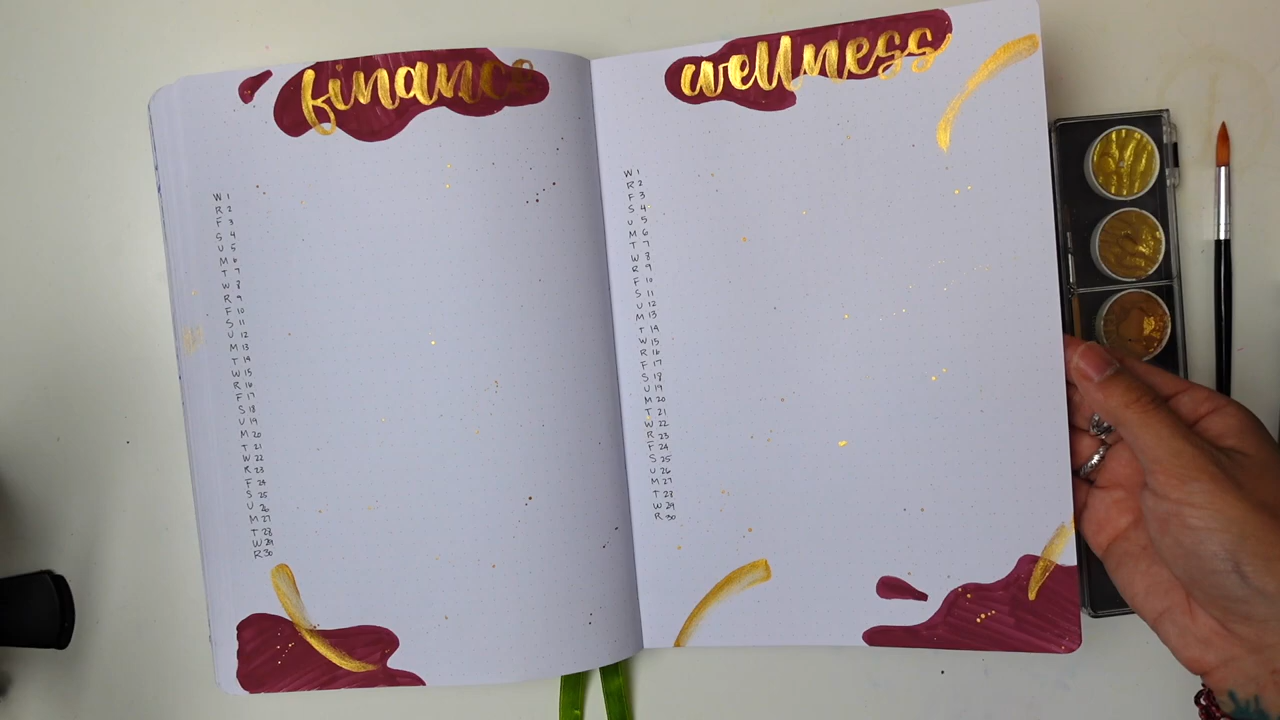 finance
W 1
R 2
F 3
S 4
U 5
M 6
T 7
W 8
R 9
F 10
S 11
U 12
M 13
T 14
W 15
R 16
F 17
S 18
U 19
M 20
T 21
W 22
R 23
F 24
S 25
U 26
M 27
T 28
W 29
R 30
wellness
W 1
R 2
F 3
S 4
U 5
M 6
T 7
W 8
R 9
F 10
S 11
U 12
M 13
T 14
W 15
R 16
F 17
S 18
U 19
M 20
T 21
W 22
R 23
F 24
S 25
U 26
M 27
T 28
W 29
R 30